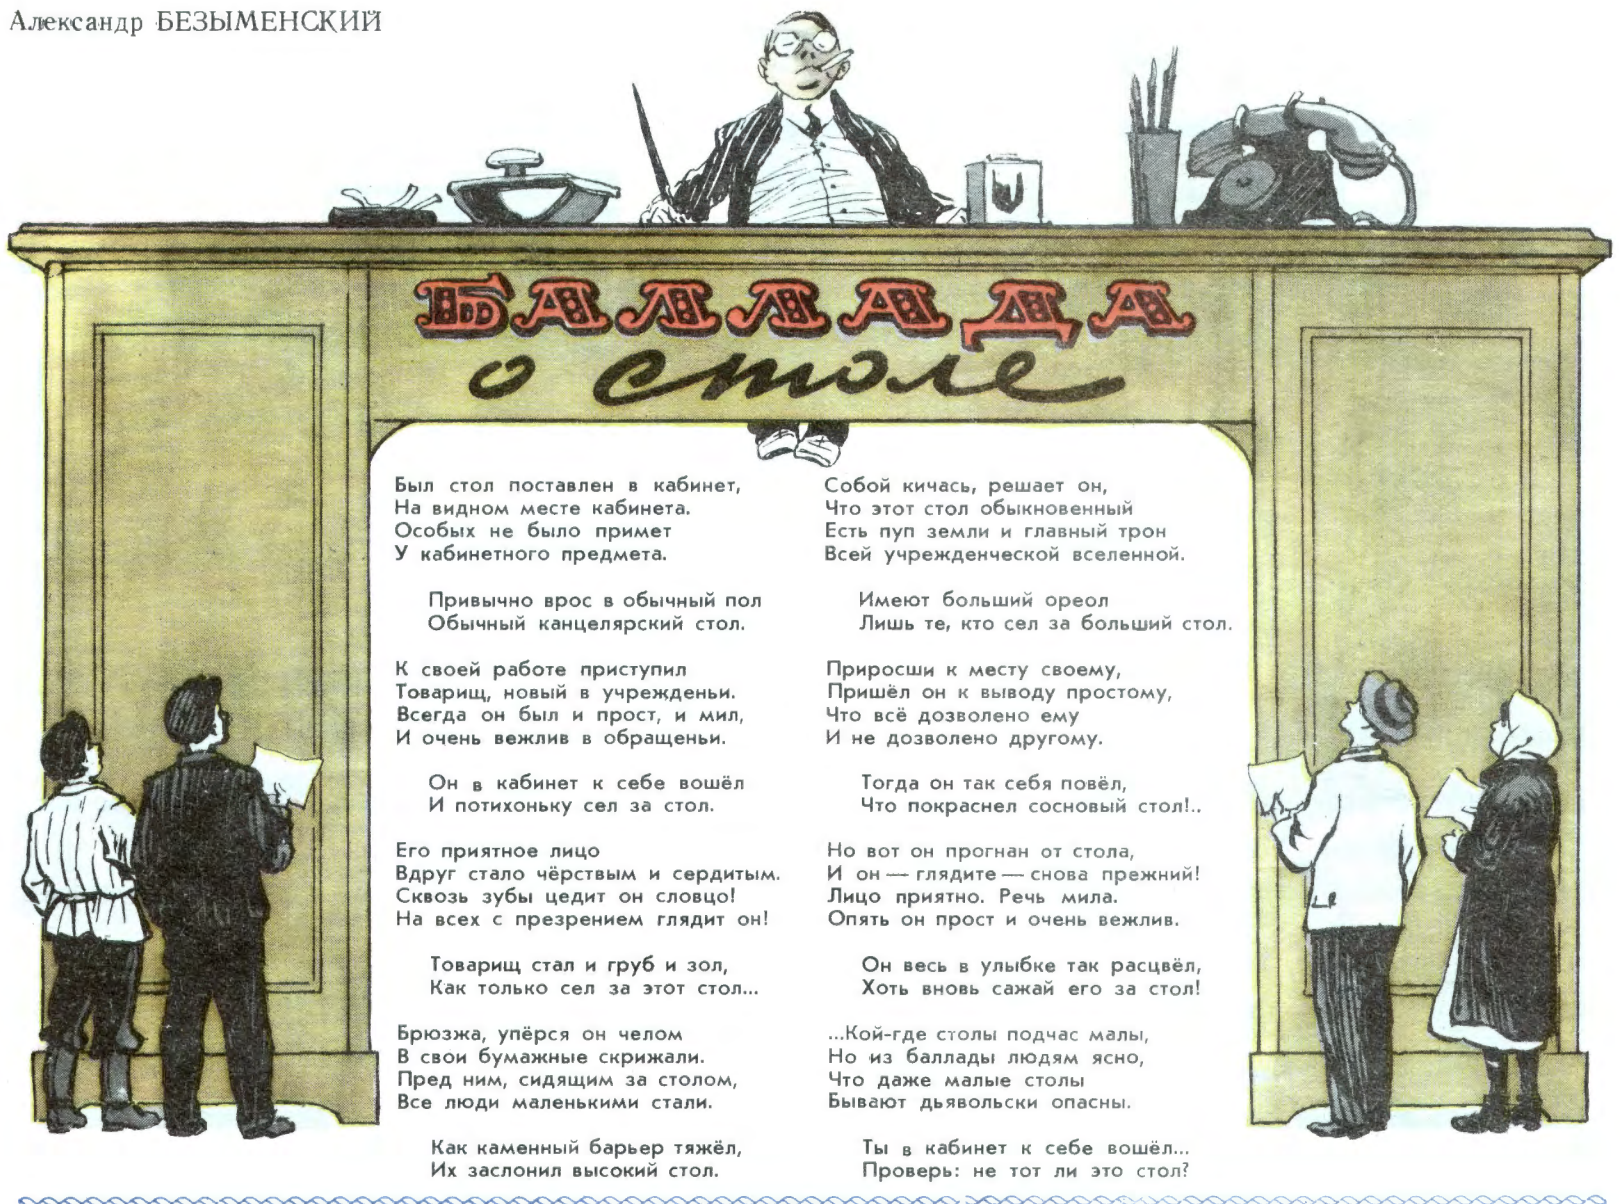 Александр БЕЗЫМЕНСКИЙ
БАЛЛАДА
о столе
Был стол поставлен в кабинет,
На видном месте кабинета.
Особых не было примет
У кабинетного предмета.
Привычно врос в обычный пол
Обычный канцелярский стол.
К своей работе приступил
Товарищ, новый в учрежденьи.
Всегда он был и прост, и мил,
И очень вежлив в обращеньи.
Он в кабинет к себе вошёл
И потихоньку сел за стол.
Его приятное лицо
Вдруг стало чёрствым и сердитым.
Сквозь зубы цедит он словцо!
На всех с презрением глядит он!
Товарищ стал и груб и зол,
Как только сел за этот стол...
Брюзжа, упёрся он челом
В свои бумажные скрижали.
Пред ним, сидящим за столом,
Все люди маленькими стали.
Как каменный барьер тяжёл,
Их заслонил высокий стол.
Собой кичась, решает он,
Что этот стол обыкновенный
Есть пуп земли и главный трон
Всей учрежденческой вселенной.
Имеют больший ореол
Лишь те, кто сел за больший стол.
Приросши к месту своему,
Пришёл он к выводу простому,
Что всё дозволено ему
И не дозволено другому.
Тогда он так себя повёл,
Что покраснел сосновый стол!..
Но вот он прогнан от стола,
И он — глядите — снова прежний!
Лицо приятно. Речь мила.
Опять он прост и очень вежлив.
Он весь в улыбке так расцвёл,
Хоть вновь сажай его за стол!
...Кой-где столы подчас малы,
Но из баллады людям ясно,
Что даже малые столы
Бывают дьявольски опасны.
Ты в кабинет к себе вошёл...
Проверь: не тот ли это стол?